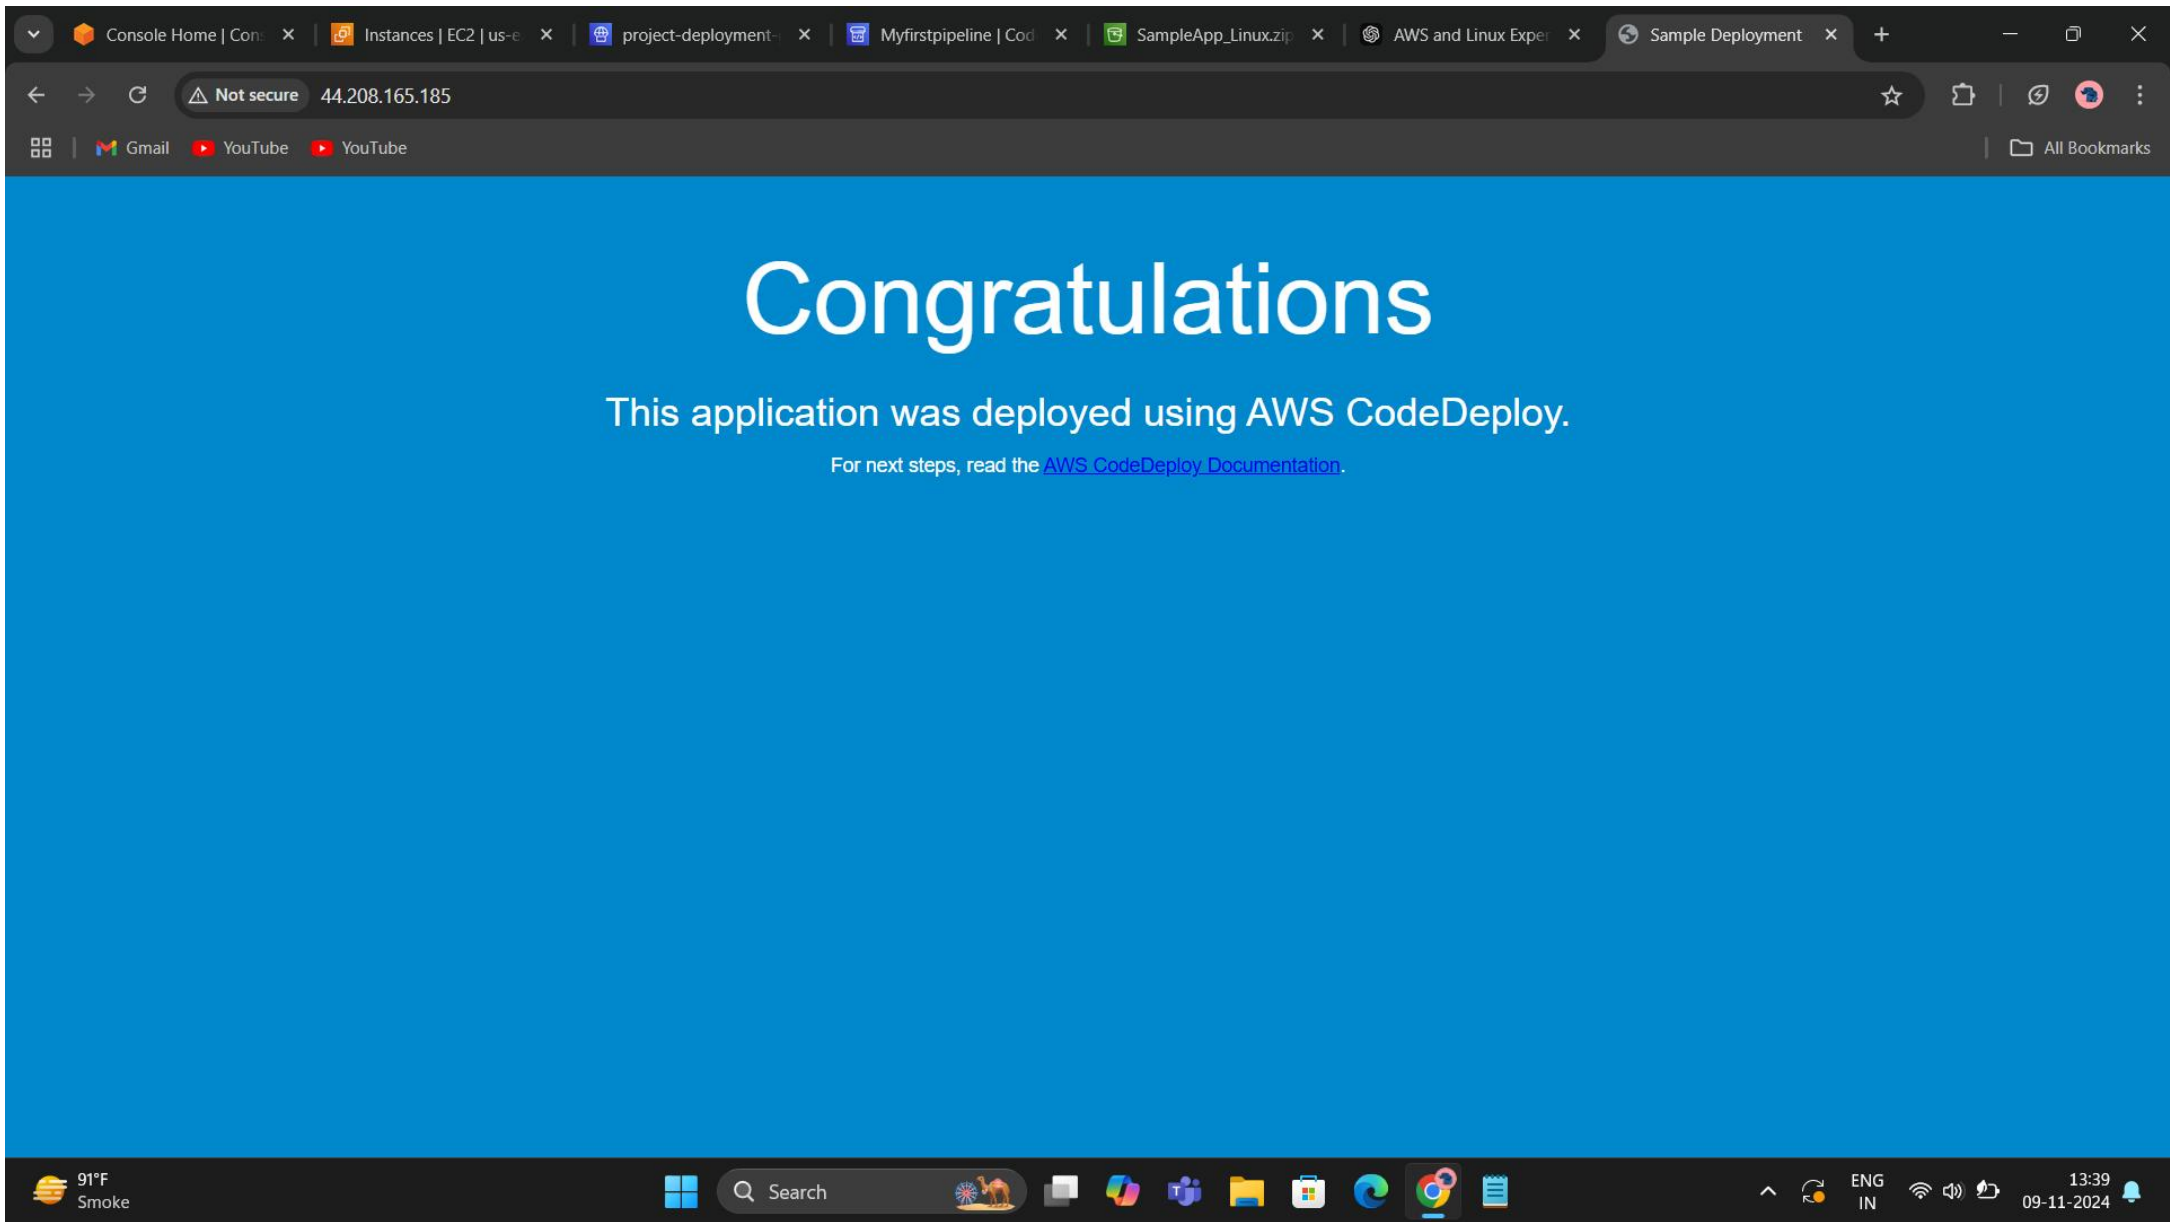 Console Home | Con
Instances | EC2 | us-e
project-deployment-
Myfirstpipeline | Cod
SampleApp_Linux.zip
AWS and Linux Exper
Sample Deployment
Not secure
44.208.165.185
Gmail
YouTube
YouTube
All Bookmarks
Congratulations
This application was deployed using AWS CodeDeploy.
For next steps, read the AWS CodeDeploy Documentation.
91°F
Smoke
Search
ENG
IN
13:39
09-11-2024